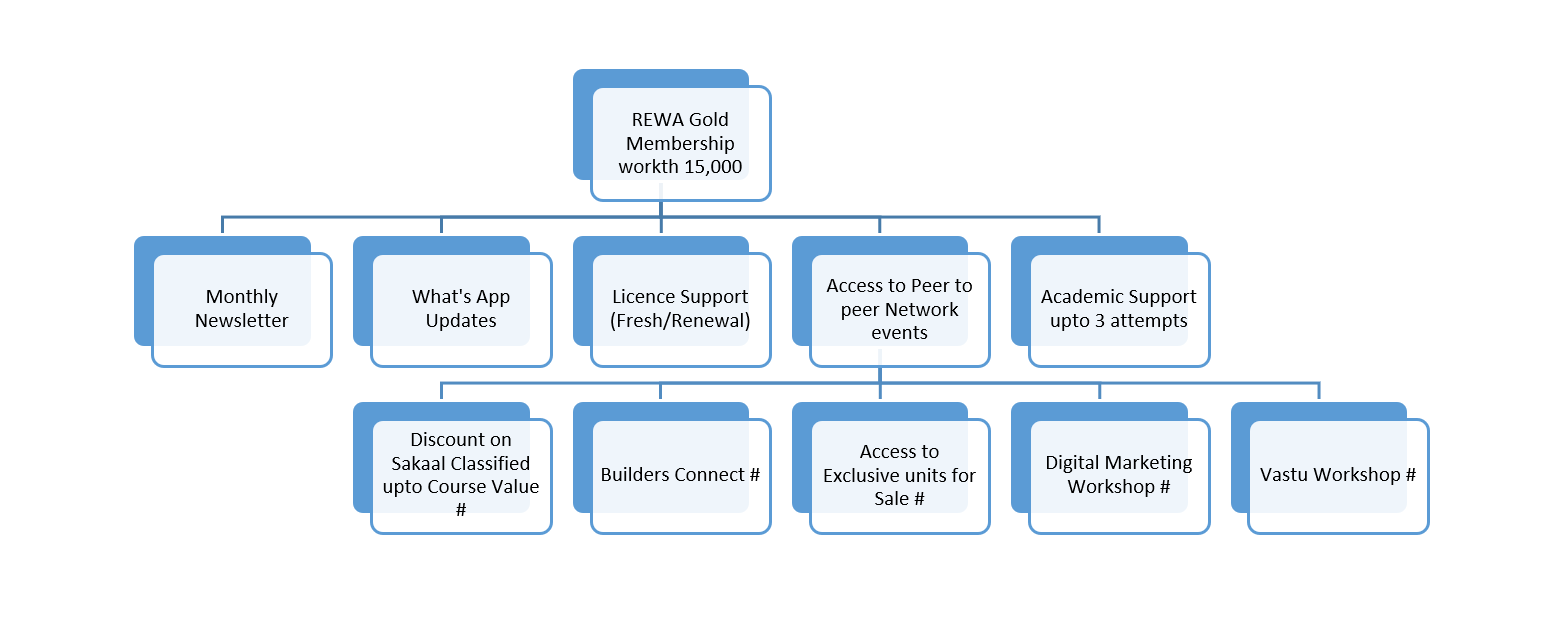 REWA Gold
Membership
workth 15,000
Monthly
Newsletter
What's App
Updates
Licence Support
(Fresh/Renewal)
Access to Peer to
peer Network
events
Academic Support
upto 3 attempts
Discount on
Sakaal Classified
upto Course Value
#
Builders Connect #
Access to
Exclusive units for
Sale #
Digital Marketing
Workshop #
Vastu Workshop #